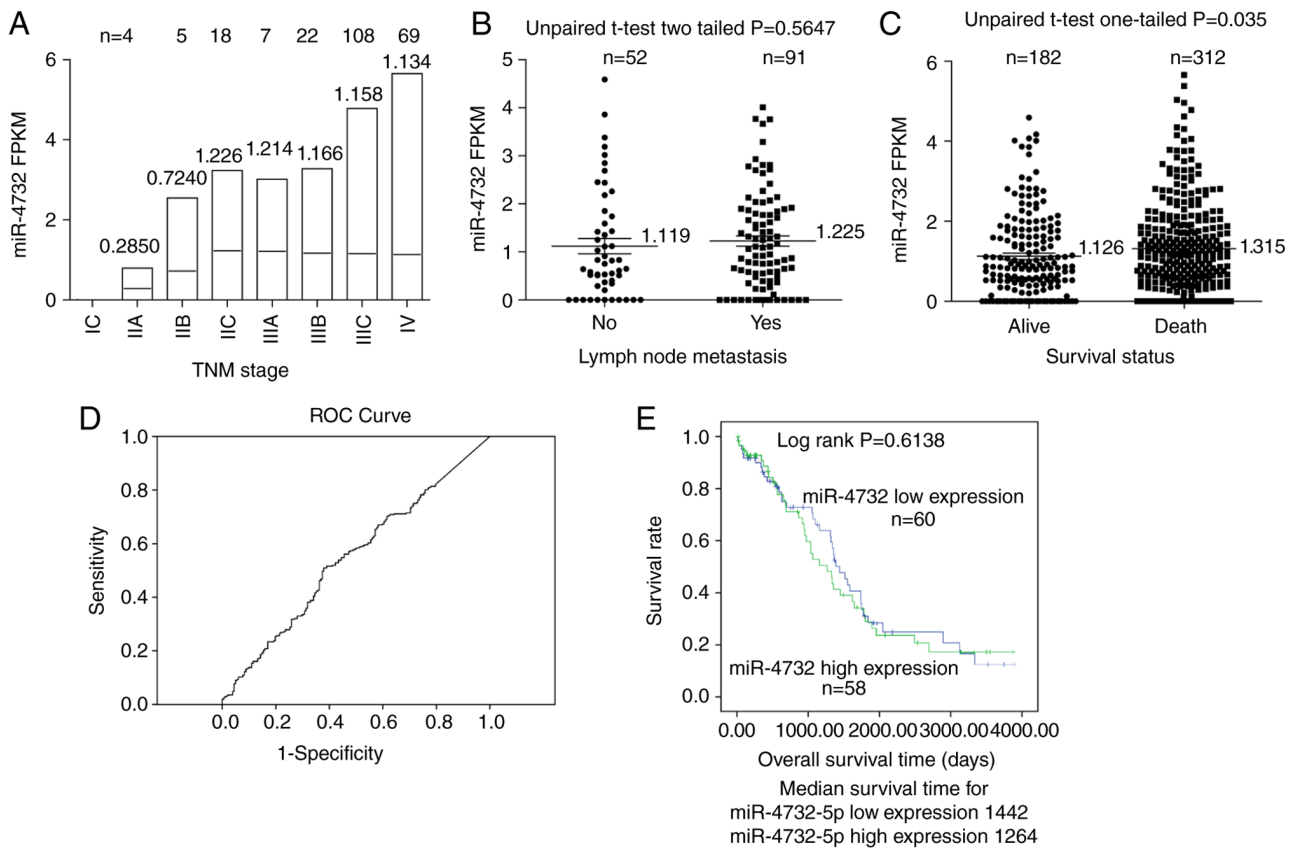 A
n=4 5 18 7 22 108 69
miR-4732 FPKM
6
4
2
0
0.2850
0.7240
1.226
1.214
1.166
1.158
1.134
IC IIA IIB IIC IIIA IIIB IIIC IV
TNM stage
B
Unpaired t-test two tailed P=0.5647
n=52 n=91
miR-4732 FPKM
5
4
3
2
1
0
1.119
1.225
No Yes
Lymph node metastasis
C
Unpaired t-test one-tailed P=0.035
n=182 n=312
miR-4732 FPKM
6
4
2
0
1.126
1.315
Alive Death
Survival status
D
ROC Curve
Sensitivity
1.0
0.8
0.6
0.4
0.2
0.0
0.0 0.2 0.4 0.6 0.8 1.0
1-Specificity
E
Log rank P=0.6138
Survival rate
1.0
0.8
0.6
0.4
0.2
0.0
miR-4732 low expression
n=60
miR-4732 high expression
n=58
0.00 1000.00 2000.00 3000.00 4000.00
Overall survival time (days)
Median survival time for
miR-4732-5p low expression 1442
miR-4732-5p high expression 1264